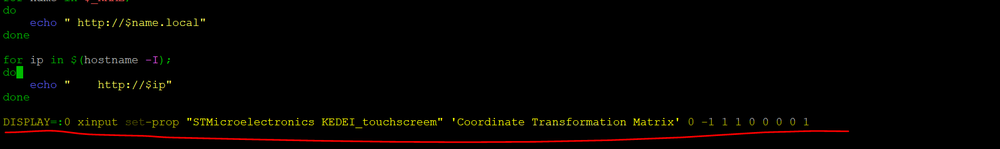 do
    echo " http://$name.local"
done
for ip in $(hostname -I);
do
    echo "    http://$ip"
done
DISPLAY=:0 xinput set-prop "STMicroelectronics KEDEI_touchscreem" 'Coordinate Transformation Matrix' 0 -1 1 1 0 0 0 0 1